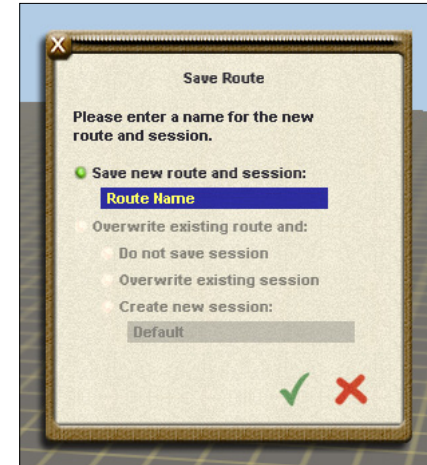 X
Save Route
Please enter a name for the new
route and session.
Save new route and session:
Route Name
Overwrite existing route and:
Do not save session
Overwrite existing session
Create new session:
Default